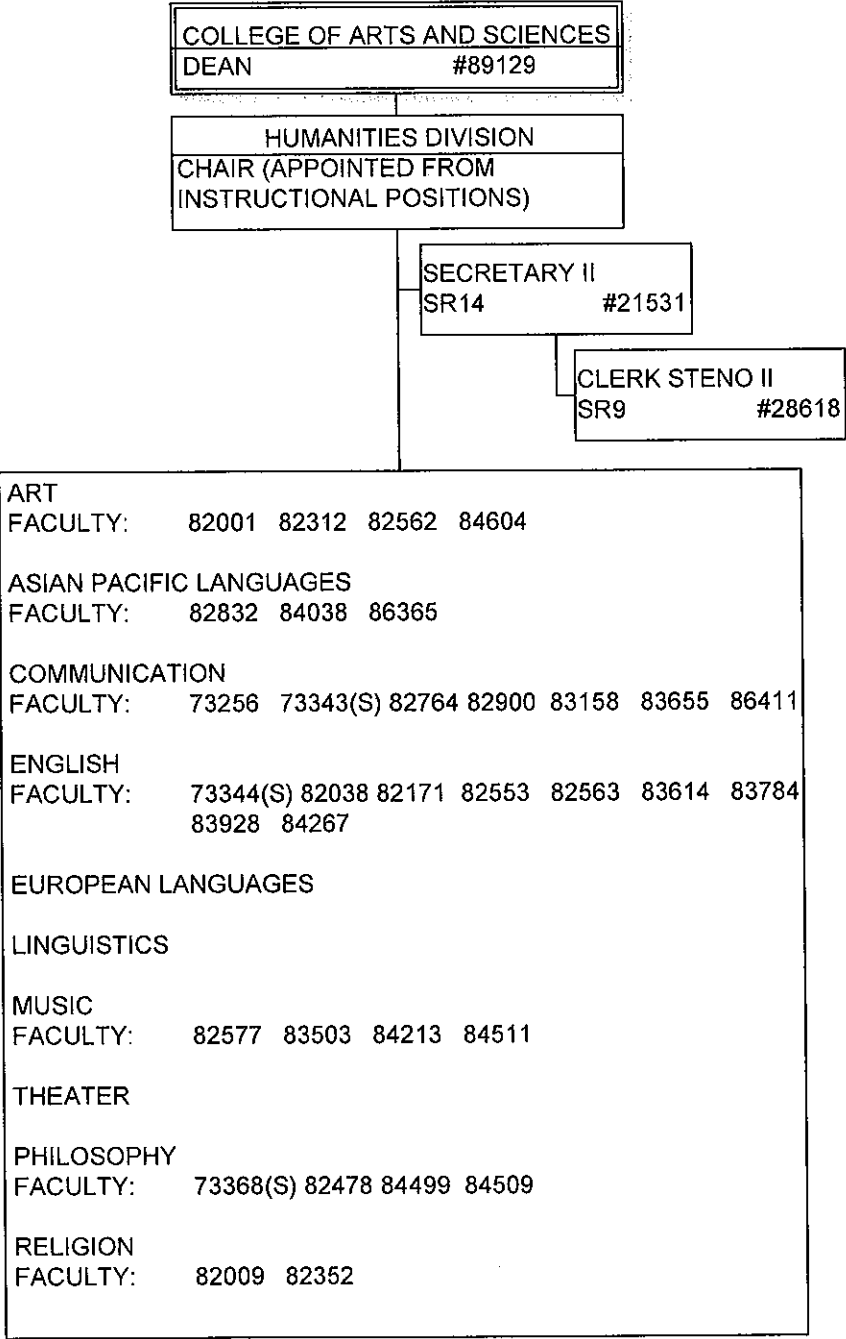 COLLEGE OF ARTS AND SCIENCES
DEAN #89129
HUMANITIES DIVISION
CHAIR (APPOINTED FROM
INSTRUCTIONAL POSITIONS)
SECRETARY II
SR14 #21531
CLERK STENO II
SR9 #28618
ART
FACULTY: 82001 82312 82562 84604
ASIAN PACIFIC LANGUAGES
FACULTY: 82832 84038 86365
COMMUNICATION
FACULTY: 73256 73343(S) 82764 82900 83158 83655 86411
ENGLISH
FACULTY: 73344(S) 82038 82171 82553 82563 83614 83784
83928 84267
EUROPEAN LANGUAGES
LINGUISTICS
MUSIC
FACULTY: 82577 83503 84213 84511
THEATER
PHILOSOPHY
FACULTY: 73368(S) 82478 84499 84509
RELIGION
FACULTY: 82009 82352